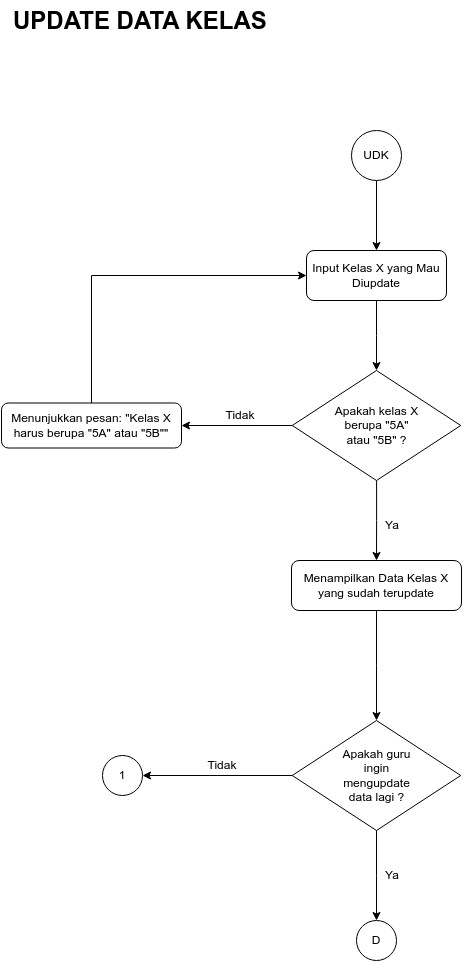 UPDATE DATA KELAS
UDK
Input Kelas X yang Mau
Diupdate
Apakah kelas X
berupa "5A"
atau "5B" ?
Tidak
Menunjukkan pesan: "Kelas X
harus berupa "5A" atau "5B""
Ya
Menampilkan Data Kelas X
yang sudah terupdate
Apakah guru
ingin
mengupdate
data lagi ?
Tidak
1
Ya
D